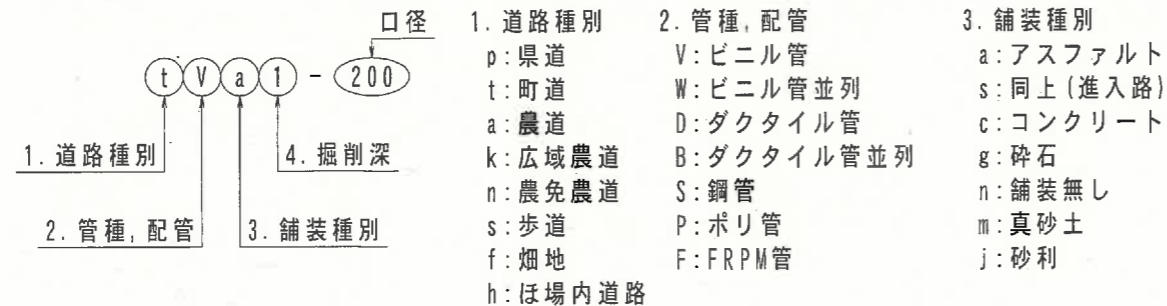 口径
t V a 1 - 200
1. 道路種別
4. 掘削深
2. 管種, 配管
3. 舗装種別
1. 道路種別
p:県道
t:町道
a:農道
k:広域農道
n:農免農道
s:歩道
f:畑地
h:ほ場内道路
2. 管種, 配管
V:ビニル管
W:ビニル管並列
D:ダクタイル管
B:ダクタイル管並列
S:鋼管
P:ポリ管
F:FRPM管
3. 舗装種別
a:アスファルト
s:同上(進入路)
c:コンクリート
g:砕石
n:舗装無し
m:真砂土
j:砂利